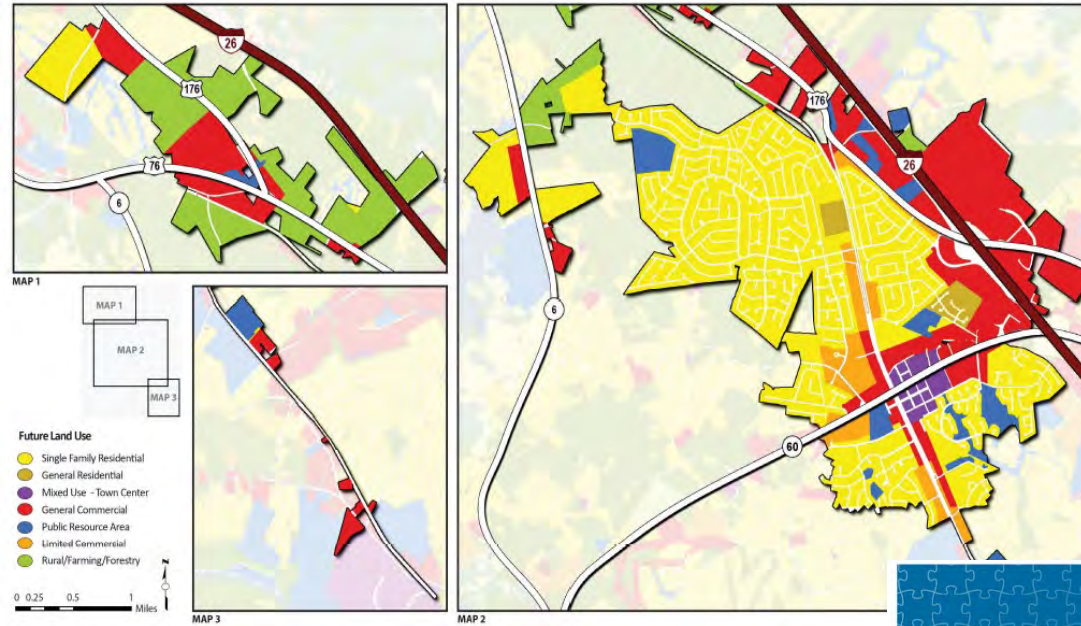 26
176
76
6
MAP 1
176
26
6
60
MAP 2
MAP 1
MAP 2
MAP 3
Future Land Use
Single Family Residential
General Residential
Mixed Use - Town Center
General Commercial
Public Resource Area
Limited Commercial
Rural/Farming/Forestry
N
0 0.25 0.5 1
Miles
MAP 3